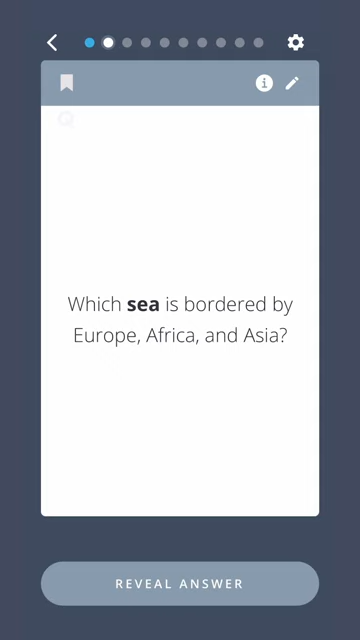 Which sea is bordered by
Europe, Africa, and Asia?
REVEAL ANSWER